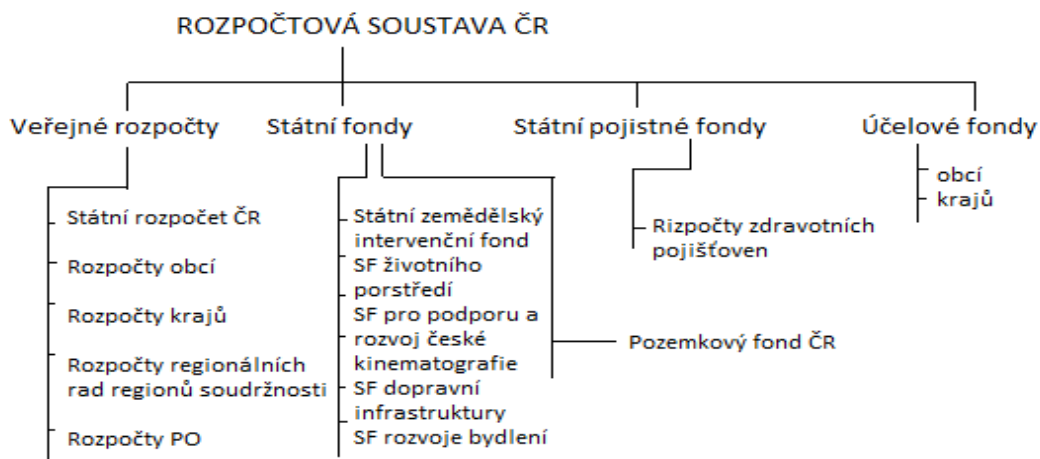 ROZPOČTOVÁ SOUSTAVA ČR
Veřejné rozpočty
Státní rozpočet ČR
Rozpočty obcí
Rozpočty krajů
Rozpočty regionálních
rad regionů soudržnosti
Rozpočty PO
Státní fondy
Státní zemědělský
intervenční fond
SF životního
porstředí
SF pro podporu a
rozvoj české
kinematografie
SF dopravní
infrastruktury
SF rozvoje bydlení
Pozemkový fond ČR
Státní pojistné fondy
Rizpočty zdravotních
pojišťoven
Účelové fondy
obcí
krajů